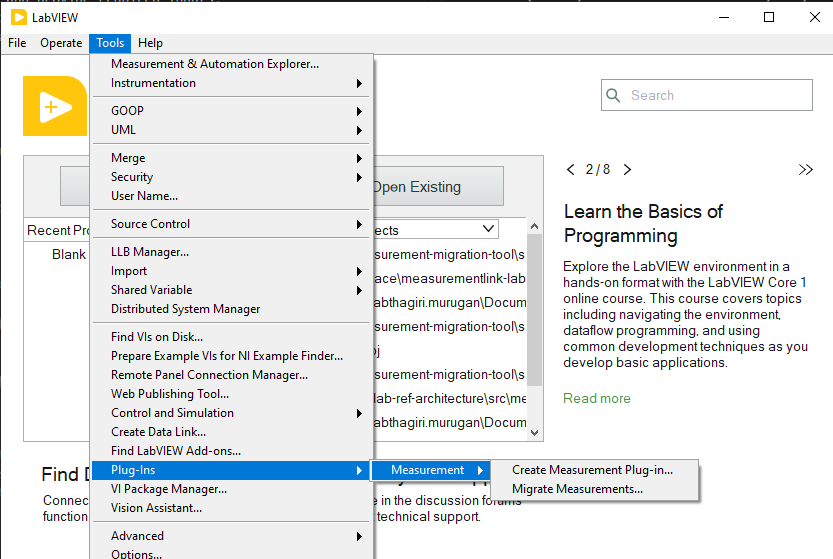 LabVIEW
File Operate Tools Help
Measurement & Automation Explorer...
Instrumentation
GOOP
UML
Merge
Security
User Name...
Source Control
LLB Manager...
Import
Shared Variable
Distributed System Manager
Find VIs on Disk...
Prepare Example VIs for NI Example Finder...
Remote Panel Connection Manager...
Web Publishing Tool...
Control and Simulation
Create Data Link...
Find LabVIEW Add-ons...
Plug-Ins
VI Package Manager...
Vision Assistant...
Advanced
Options...
Measurement
Create Measurement Plug-in...
Migrate Measurements...
Search
Open Existing
Recent Pro
ects
Blank
surement-migration-tool\s
ace\measurementlink-lab
abthagiri.murugan\Docum
surement-migration-tool\s
oj
surement-migration-tool\s
lab-ref-architecture\src\me
abthagiri.murugan\Docum
2/8
Learn the Basics of
Programming
Explore the LabVIEW environment in a
hands-on format with the LabVIEW Core 1
online course. This course covers topics
including navigating the environment,
dataflow programming, and using
common development techniques as you
develop basic applications.
Read more
Find D
Connec
function
e in the discussion forums
technical support.